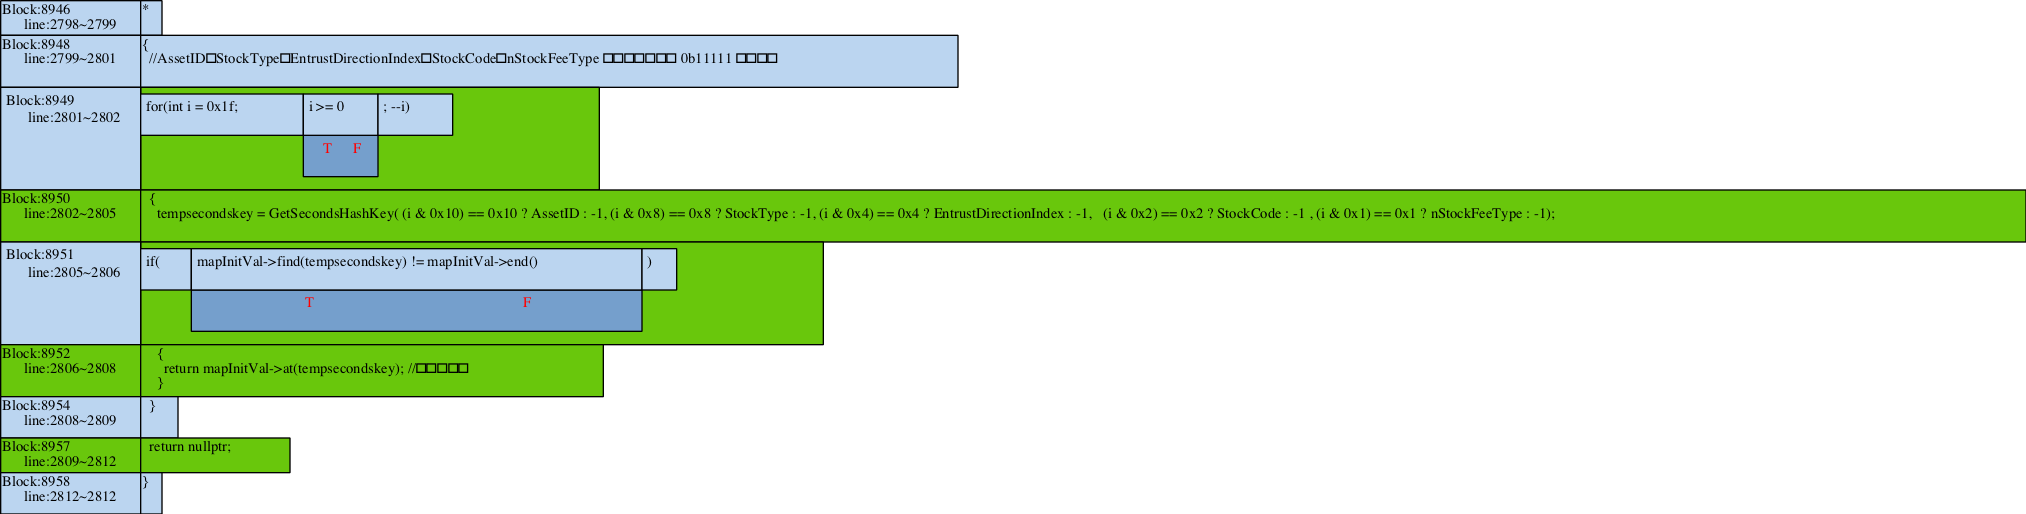 Block:8946
line:2798~2799
*
Block:8948
line:2799~2801
{
//AssetID□StockType□EntrustDirectionIndex□StockCode□nStockFeeType □□□□□□□ 0b11111 □□□□
Block:8949
line:2801~2802
for(int i = 0x1f; i >= 0 ; --i)
T F
Block:8950
line:2802~2805
{
tempsecondskey = GetSecondsHashKey( (i & 0x10) == 0x10 ? AssetID : -1, (i & 0x8) == 0x8 ? StockType : -1, (i & 0x4) == 0x4 ? EntrustDirectionIndex : -1, (i & 0x2) == 0x2 ? StockCode : -1 , (i & 0x1) == 0x1 ? nStockFeeType : -1);
Block:8951
line:2805~2806
if( mapInitVal->find(tempsecondskey) != mapInitVal->end() )
T F
Block:8952
line:2806~2808
{
return mapInitVal->at(tempsecondskey); //□□□□□
}
Block:8954
line:2808~2809
}
Block:8957
line:2809~2812
return nullptr;
Block:8958
line:2812~2812
}